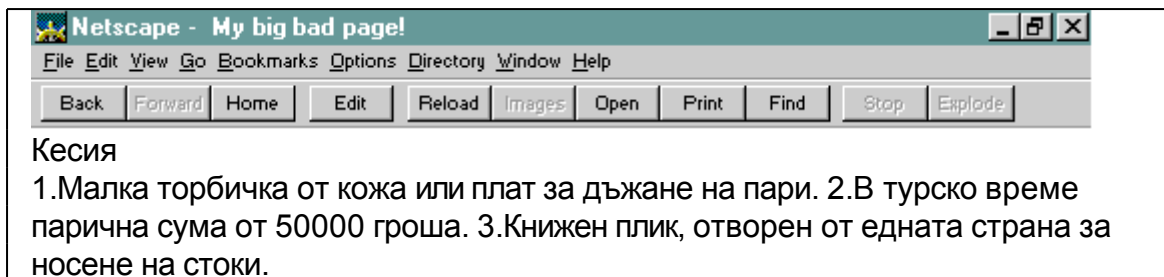 Netscape - My big bad page!
File Edit View Go Bookmarks Options Directory Window Help
Back Forward Home Edit Reload Images Open Print Find Stop Explode
Кесия
1.Малка торбичка от кожа или плат за дъжане на пари. 2.В турско време
парична сума от 50000 гроша. 3.Книжен плик, отворен от едната страна за
носене на стоки.